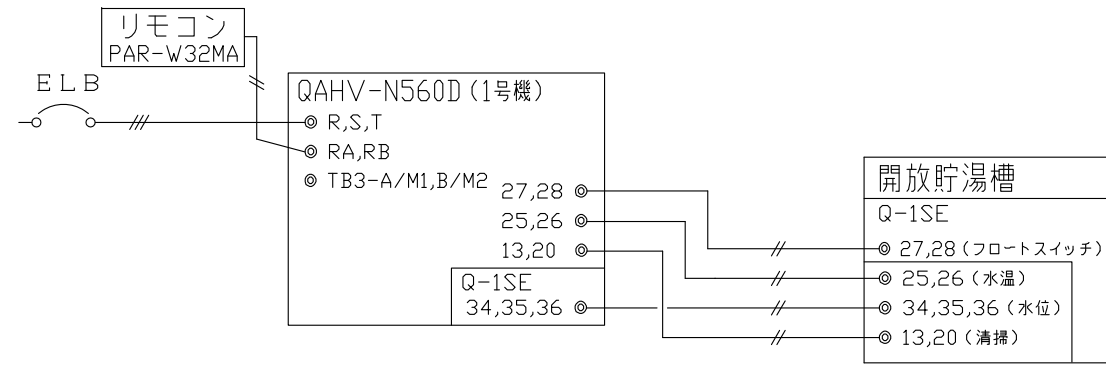 リモコン
PAR-W32MA
ELB
QAHV-N560D（1号機）
R,S,T
RA,RB
TB3-A/M1,B/M2
27,28
25,26
13,20
Q-1SE
34,35,36
開放貯湯槽
Q-1SE
27,28（フロートスイッチ）
25,26（水温）
34,35,36（水位）
13,20（清掃）